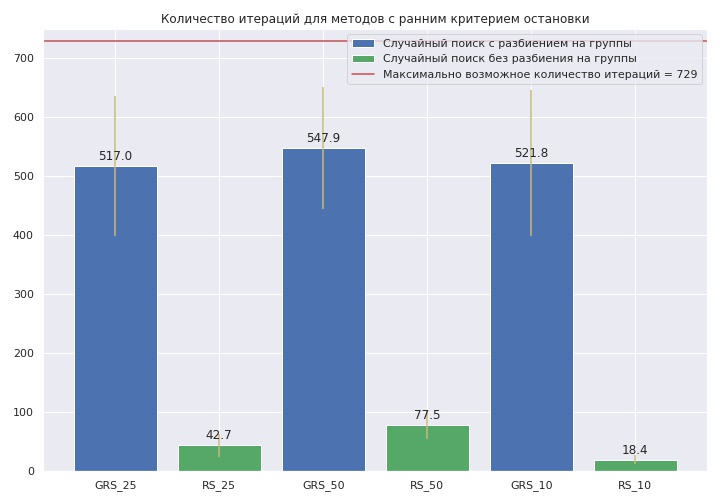 Количество итераций для методов с ранним критерием остановки
Случайный поиск с разбиением на группы
Случайный поиск без разбиения на группы
Максимально возможное количество итераций = 729
700
600
500
400
300
200
100
0
517.0
42.7
547.9
77.5
521.8
18.4
GRS_25
RS_25
GRS_50
RS_50
GRS_10
RS_10